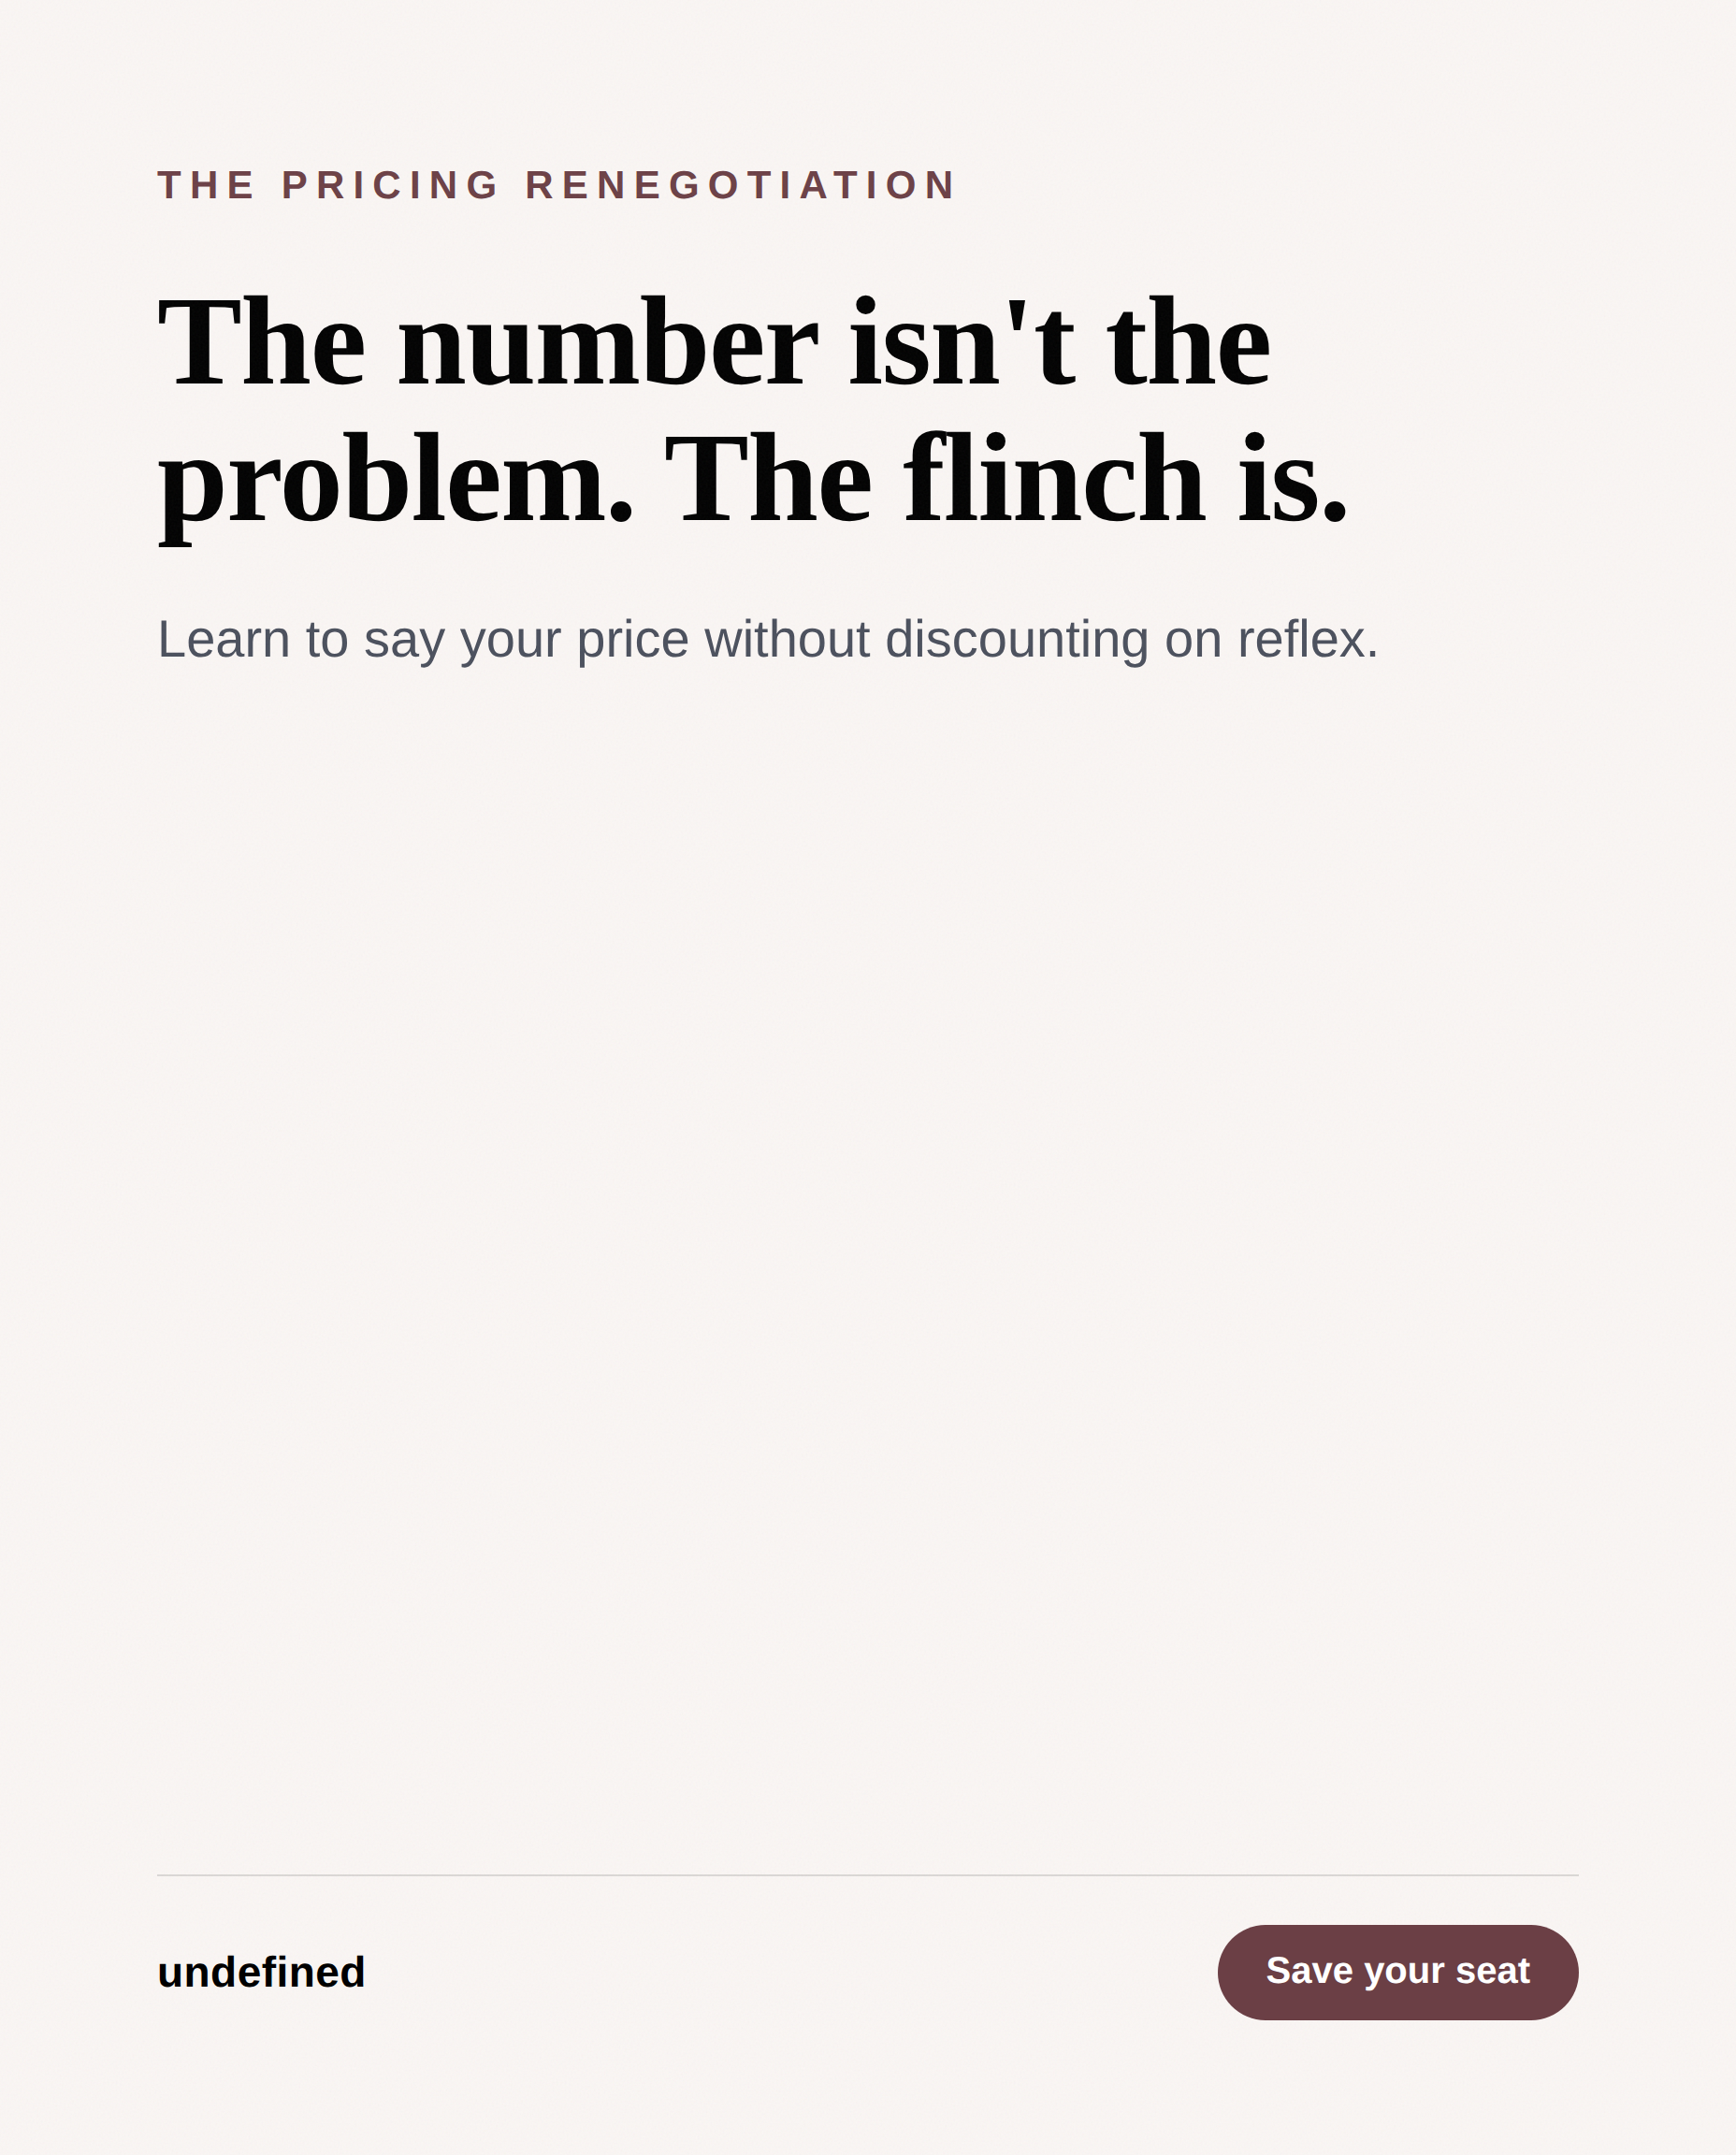 THE PRICING RENEGOTIATION
The number isn't the
problem. The flinch is.
Learn to say your price without discounting on reflex.
undefined
Save your seat